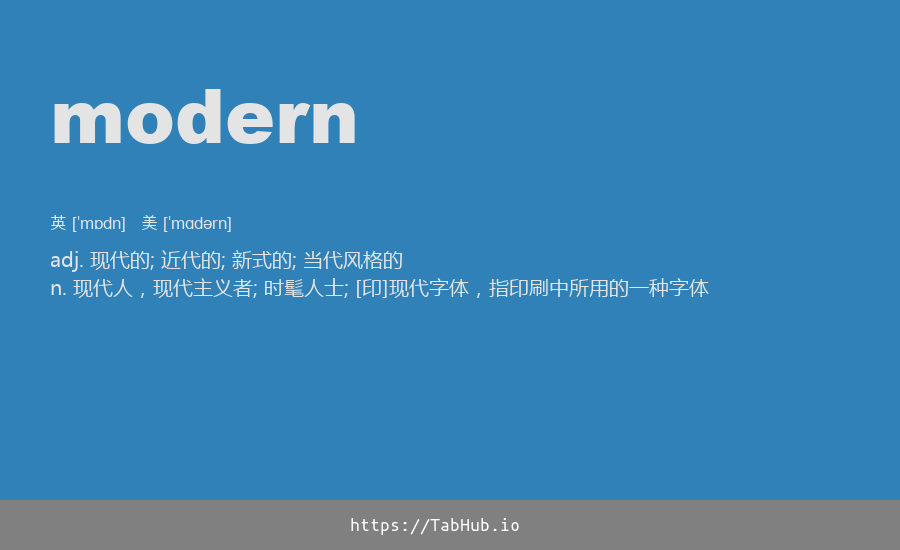 modern
英 ['mɒdn] 美 ['mɑdərn]
adj. 现代的; 近代的; 新式的; 当代风格的
n. 现代人，现代主义者; 时髦人士; [印]现代字体，指印刷中所用的一种字体
https://TabHub.io